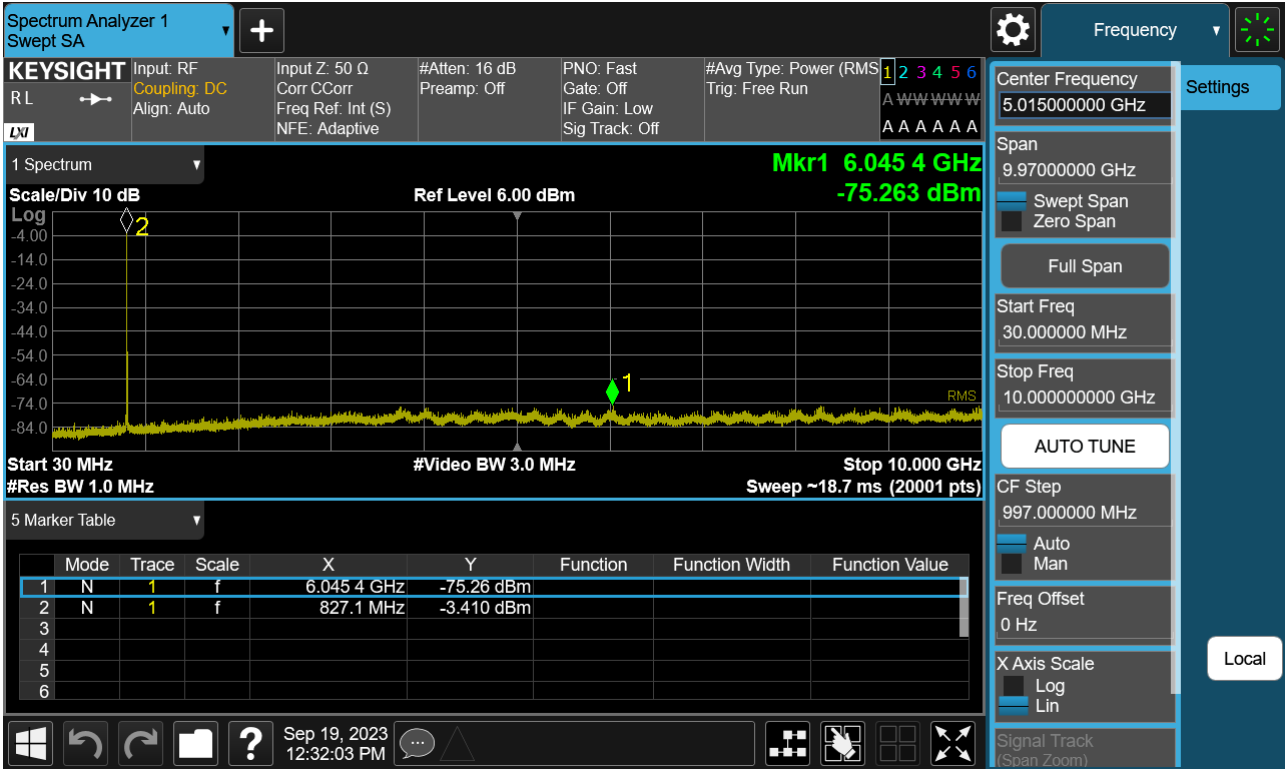 Spectrum Analyzer 1
Swept SA
Frequency
KEYSIGHT
R L
LXI
Input: RF
Coupling: DC
Align: Auto
Input Z: 50 Ω
Corr CCorr
Freq Ref: Int (S)
NFE: Adaptive
#Atten: 16 dB
Preamp: Off
PNO: Fast
Gate: Off
IF Gain: Low
Sig Track: Off
#Avg Type: Power (RMS
Trig: Free Run
1 2 3 4 5 6
A W W W W W
A A A A A A
1 Spectrum
Mkr1 6.045 4 GHz
Scale/Div 10 dB
Ref Level 6.00 dBm
-75.263 dBm
Log
2
-4.00
-14.0
-24.0
-34.0
-44.0
-54.0
-64.0
1
-74.0
RMS
-84.0
Start 30 MHz
#Video BW 3.0 MHz
Stop 10.000 GHz
#Res BW 1.0 MHz
Sweep ~18.7 ms (20001 pts)
5 Marker Table
Mode Trace Scale X Y Function Function Width Function Value
1 N 1 f 6.045 4 GHz -75.26 dBm
2 N 1 f 827.1 MHz -3.410 dBm
3
4
5
6
Sep 19, 2023
12:32:03 PM
Center Frequency
5.015000000 GHz
Span
9.97000000 GHz
Swept Span
Zero Span
Full Span
Start Freq
30.000000 MHz
Stop Freq
10.000000000 GHz
AUTO TUNE
CF Step
997.000000 MHz
Auto
Man
Freq Offset
0 Hz
X Axis Scale
Log
Lin
Signal Track
(Span Zoom)
Settings
Local